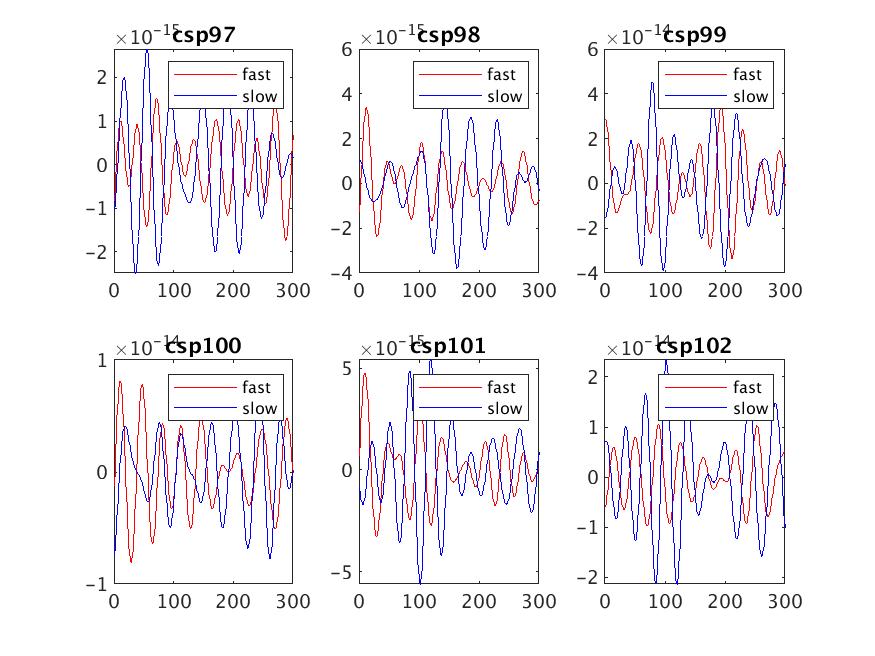 ×10⁻¹⁵ csp97
fast
slow
2
1
0
−1
−2
0 100 200 300
×10⁻¹⁵ csp98
fast
slow
6
4
2
0
−2
−4
0 100 200 300
×10⁻¹⁴ csp99
fast
slow
6
4
2
0
−2
−4
0 100 200 300
×10⁻¹⁴ csp100
fast
slow
1
0
−1
0 100 200 300
×10⁻¹⁵ csp101
fast
slow
5
0
−5
0 100 200 300
×10⁻¹⁴ csp102
fast
slow
2
1
0
−1
−2
0 100 200 300